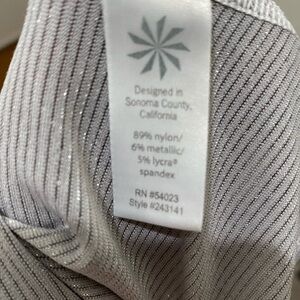 Designed in
Sonoma County,
California
89% nylon/
6% metallic/
5% lycra®
spandex
RN #54023
Style #243141